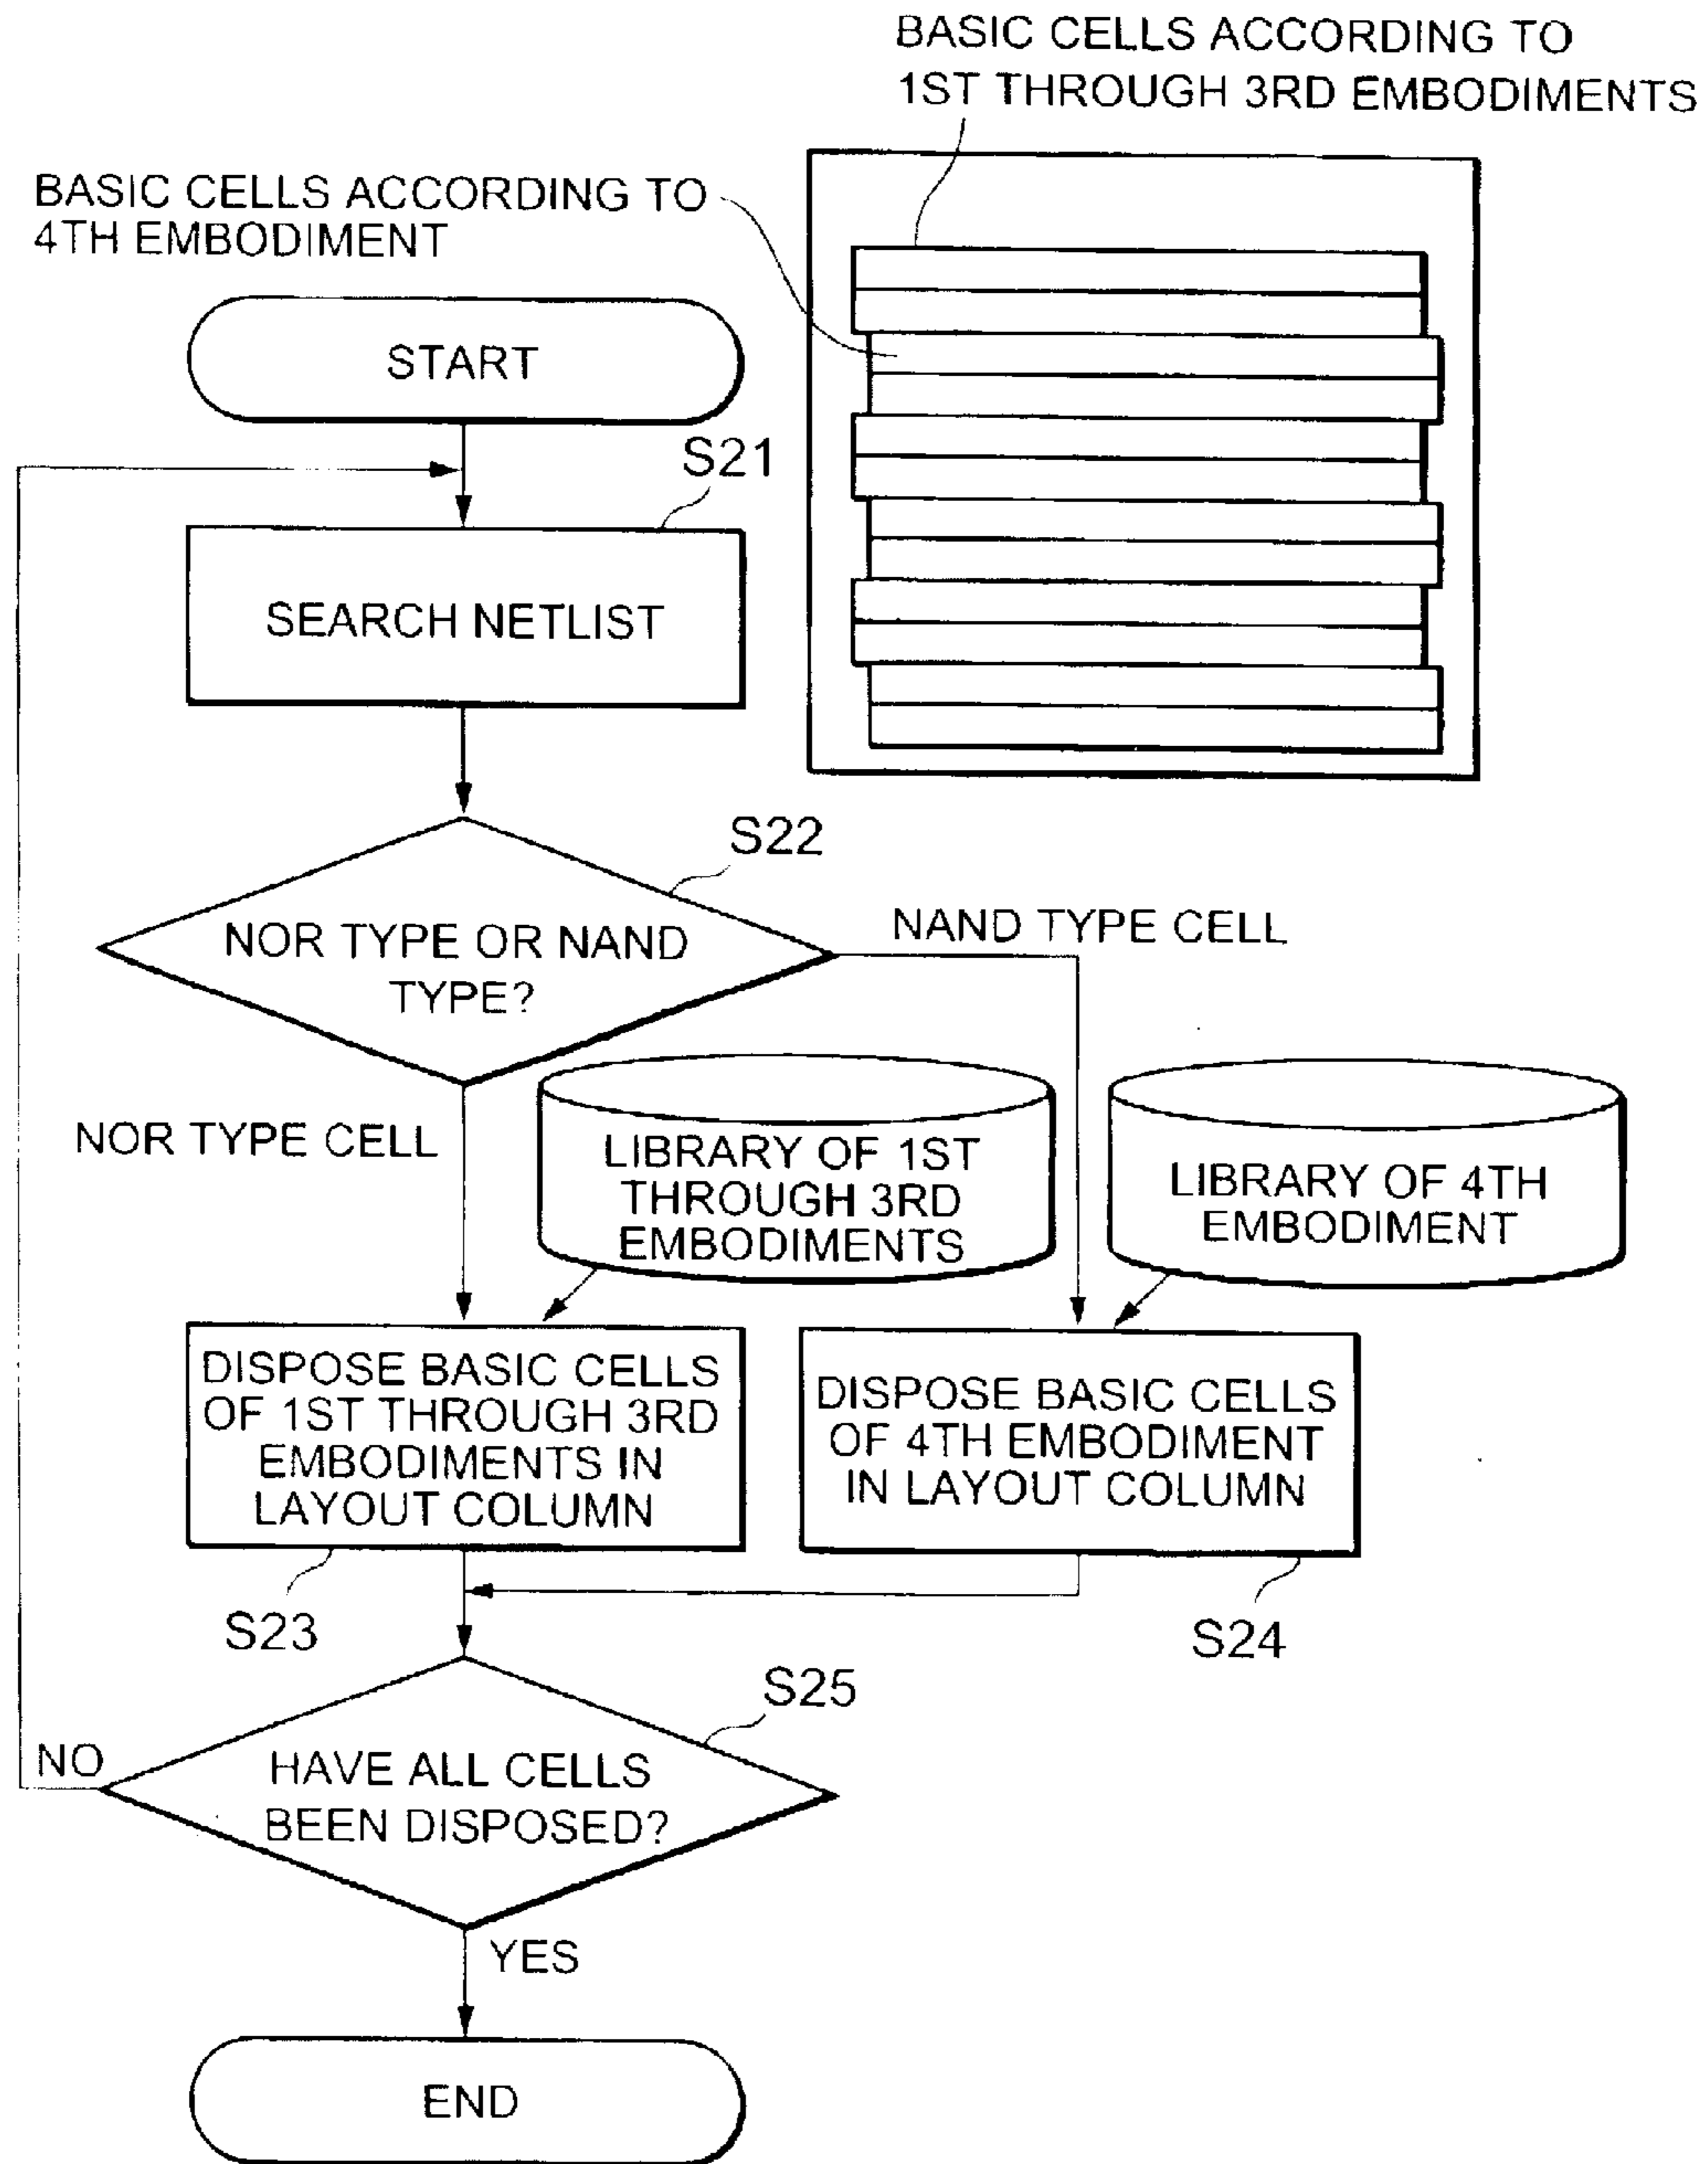 BASIC CELLS ACCORDING TO
1ST THROUGH 3RD EMBODIMENTS
BASIC CELLS ACCORDING TO
4TH EMBODIMENT
START
S21
SEARCH NETLIST
S22
NOR TYPE OR NAND
TYPE?
NAND TYPE CELL
NOR TYPE CELL
LIBRARY OF 1ST
THROUGH 3RD
EMBODIMENTS
LIBRARY OF 4TH
EMBODIMENT
DISPOSE BASIC CELLS
OF 1ST THROUGH 3RD
EMBODIMENTS IN
LAYOUT COLUMN
DISPOSE BASIC CELLS
OF 4TH EMBODIMENT
IN LAYOUT COLUMN
S23
S24
S25
NO
HAVE ALL CELLS
BEEN DISPOSED?
YES
END